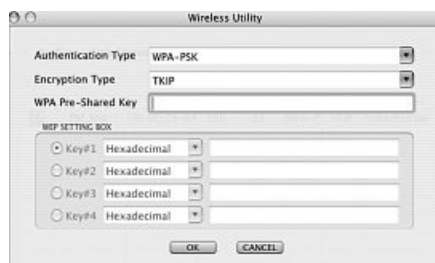 Wireless Utility
Authentication Type WPA-PSK
Encryption Type TKIP
WPA Pre-Shared Key
WEP SETTING BOX
Key#1 Hexadecimal
Key#2 Hexadecimal
Key#3 Hexadecimal
Key#4 Hexadecimal
OK CANCEL